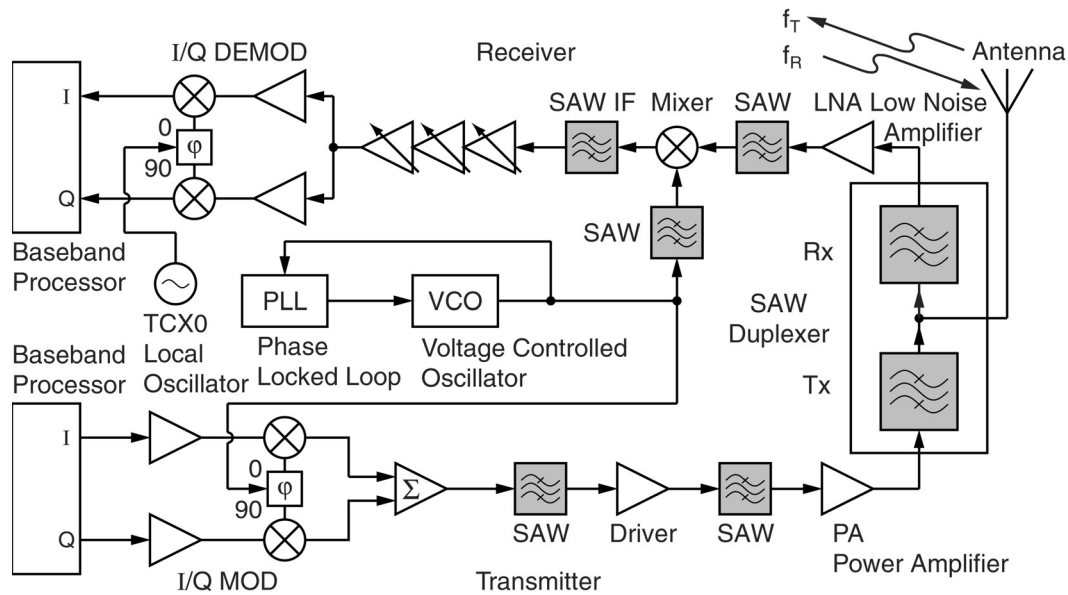 fT
fR
Antenna
I/Q DEMOD
Receiver
I
0
φ
90
Q
SAW IF
Mixer
SAW
LNA Low Noise
Amplifier
Baseband
Processor
SAW
Rx
SAW
Duplexer
Tx
TCX0
Local
Oscillator
PLL
Phase
Locked Loop
VCO
Voltage Controlled
Oscillator
Baseband
Processor
I
0
φ
90
Q
I/Q MOD
Σ
SAW
Driver
SAW
PA
Power Amplifier
Transmitter